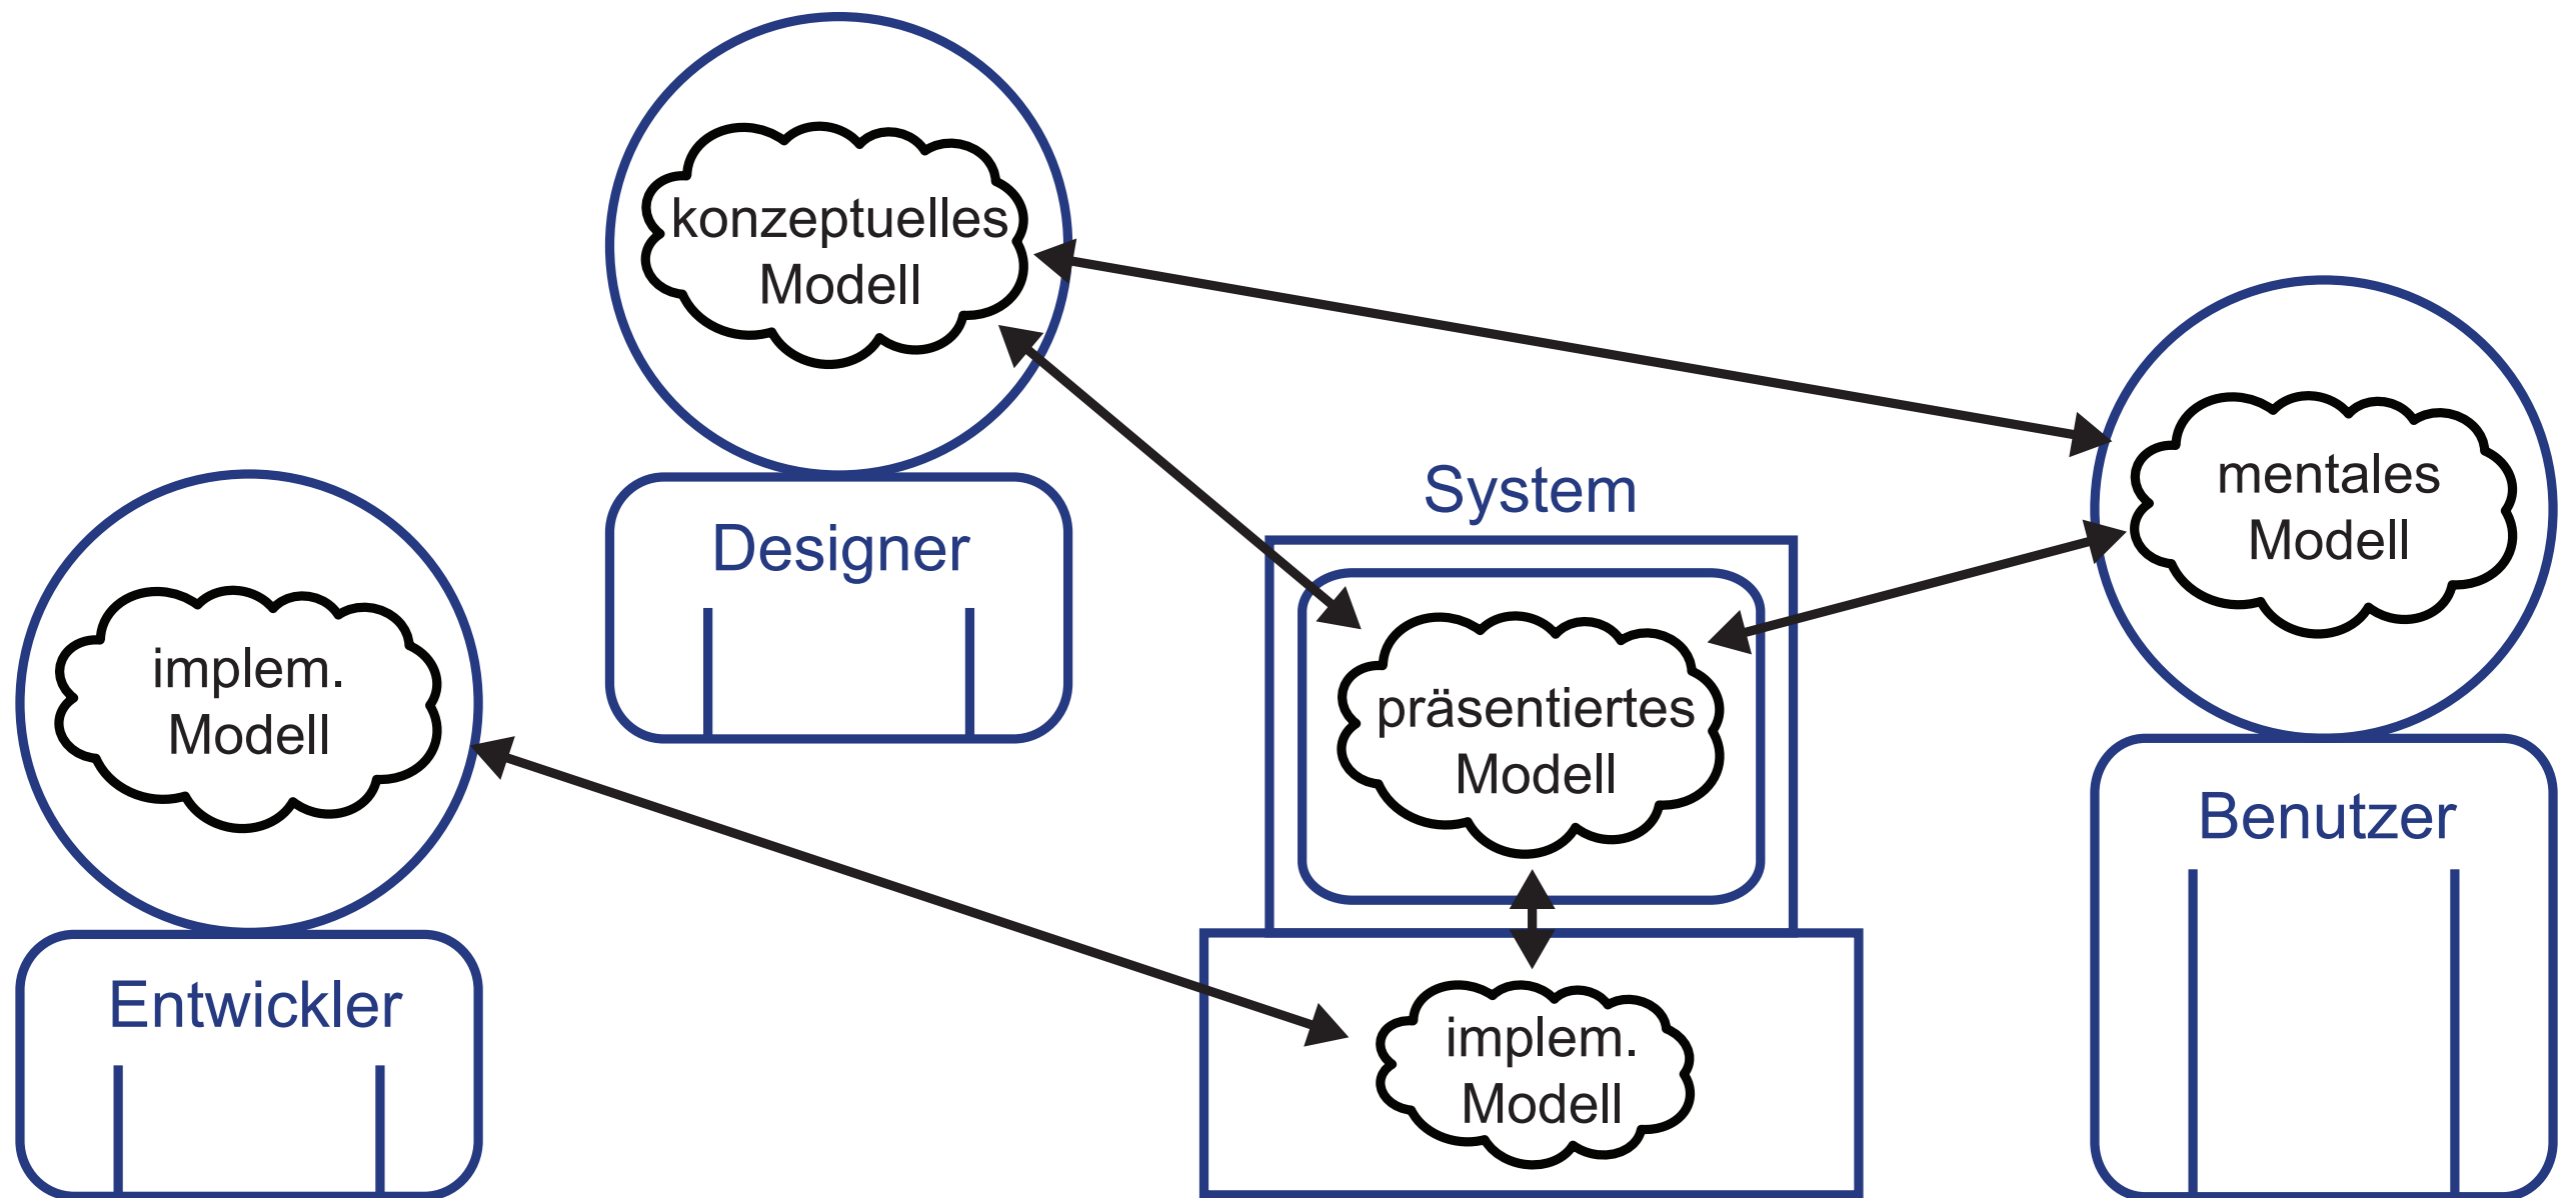 konzeptuelles
Modell
Designer
System
mentales
Modell
Benutzer
implem.
Modell
Entwickler
präsentiertes
Modell
implem.
Modell